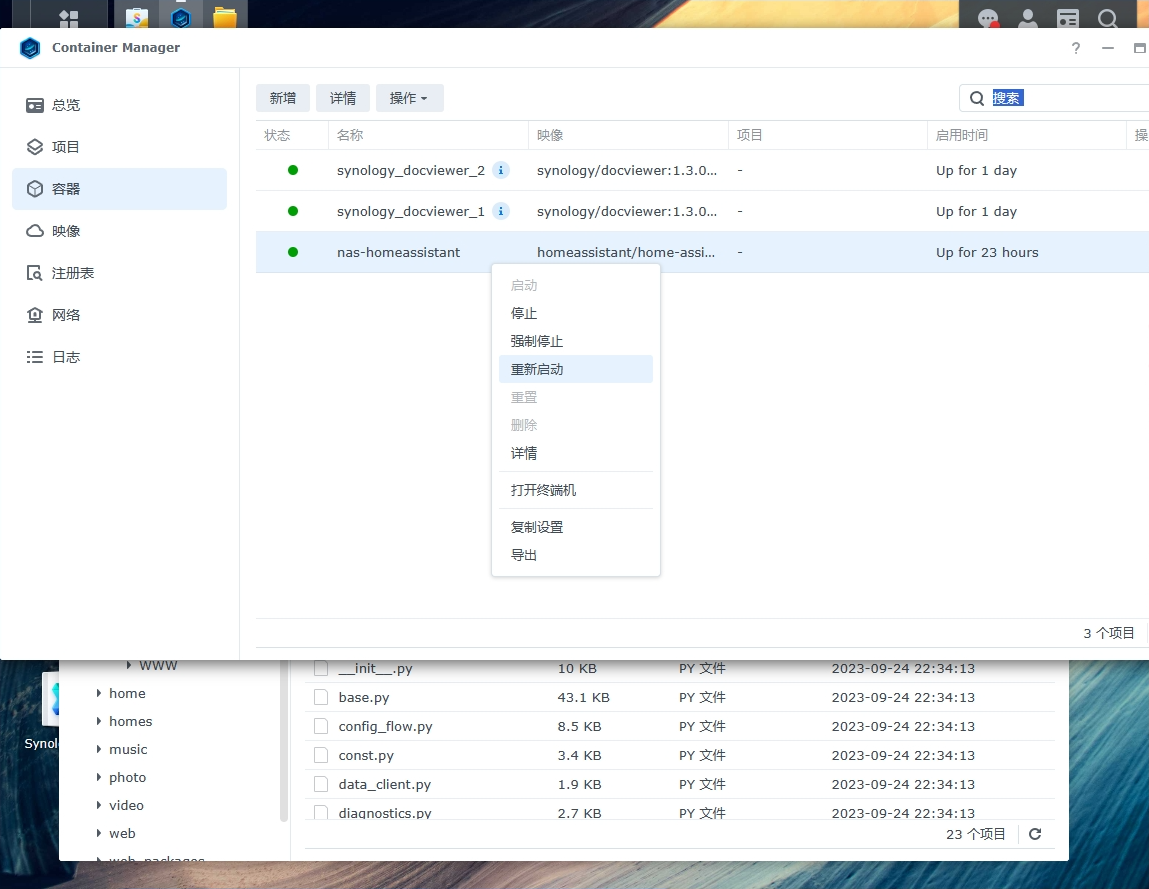 Container Manager
总览
项目
容器
映像
注册表
网络
日志
新增 详情 操作 搜索
状态 名称 映像 项目 启用时间 操
synology_docviewer_2 synology/docviewer:1.3.0... - Up for 1 day
synology_docviewer_1 synology/docviewer:1.3.0... - Up for 1 day
nas-homeassistant homeassistant/home-assi... - Up for 23 hours
启动
停止
强制停止
重新启动
重置
删除
详情
打开终端机
复制设置
导出
3 个项目
Synol
WWW
home
homes
music
photo
video
web
web_packages
__init__.py 10 KB PY 文件 2023-09-24 22:34:13
base.py 43.1 KB PY 文件 2023-09-24 22:34:13
config_flow.py 8.5 KB PY 文件 2023-09-24 22:34:13
const.py 3.4 KB PY 文件 2023-09-24 22:34:13
data_client.py 1.9 KB PY 文件 2023-09-24 22:34:13
diagnostics.py 2.7 KB PY 文件 2023-09-24 22:34:13
23 个项目